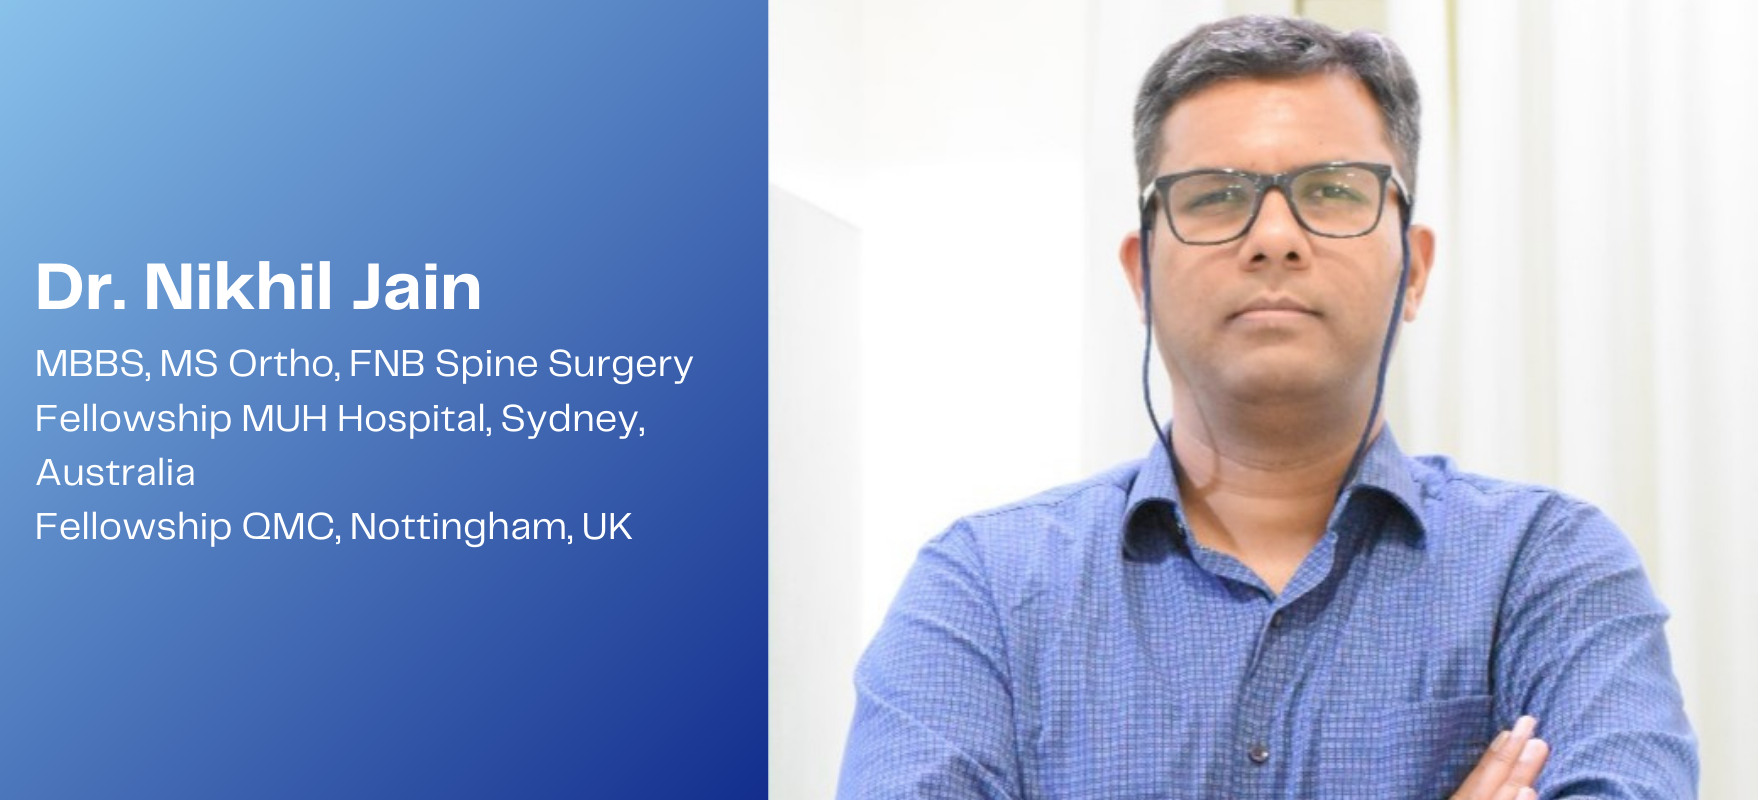 Dr. Nikhil Jain
MBBS, MS Ortho, FNB Spine Surgery
Fellowship MUH Hospital, Sydney,
Australia
Fellowship QMC, Nottingham, UK